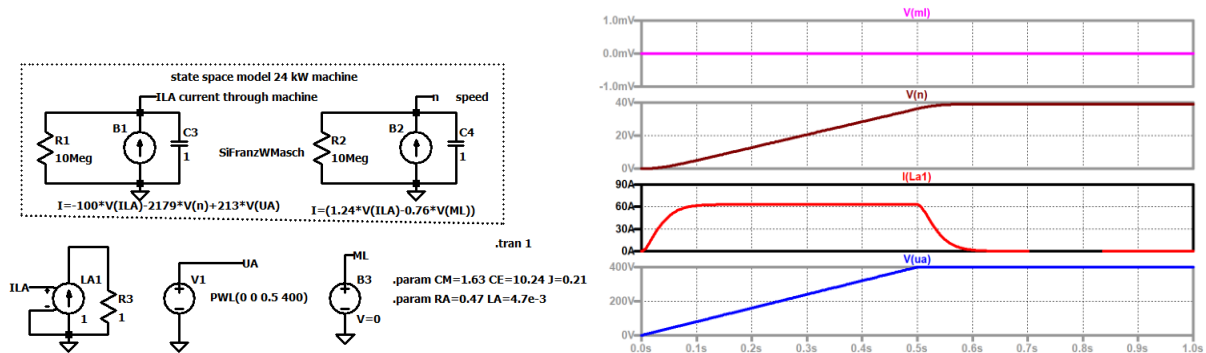 state space model 24 kW machine
ILA current through machine
n speed
R1
10Meg
B1
C3
1
SiFranzWMasch
R2
10Meg
B2
C4
1
I=-100*V(ILA)-2179*V(n)+213*V(UA)
I=(1.24*V(ILA)-0.76*V(ML))
.tran 1
ILA
LA1
1
R3
1
UA
V1
PWL(0 0 0.5 400)
ML
B3
V=0
.param CM=1.63 CE=10.24 J=0.21
.param RA=0.47 LA=4.7e-3
V(ml)
1.0mV
0.0mV
-1.0mV
V(n)
40V
20V
0V
I(La1)
90A
60A
30A
0A
V(ua)
400V
200V
0V
0.0s 0.1s 0.2s 0.3s 0.4s 0.5s 0.6s 0.7s 0.8s 0.9s 1.0s